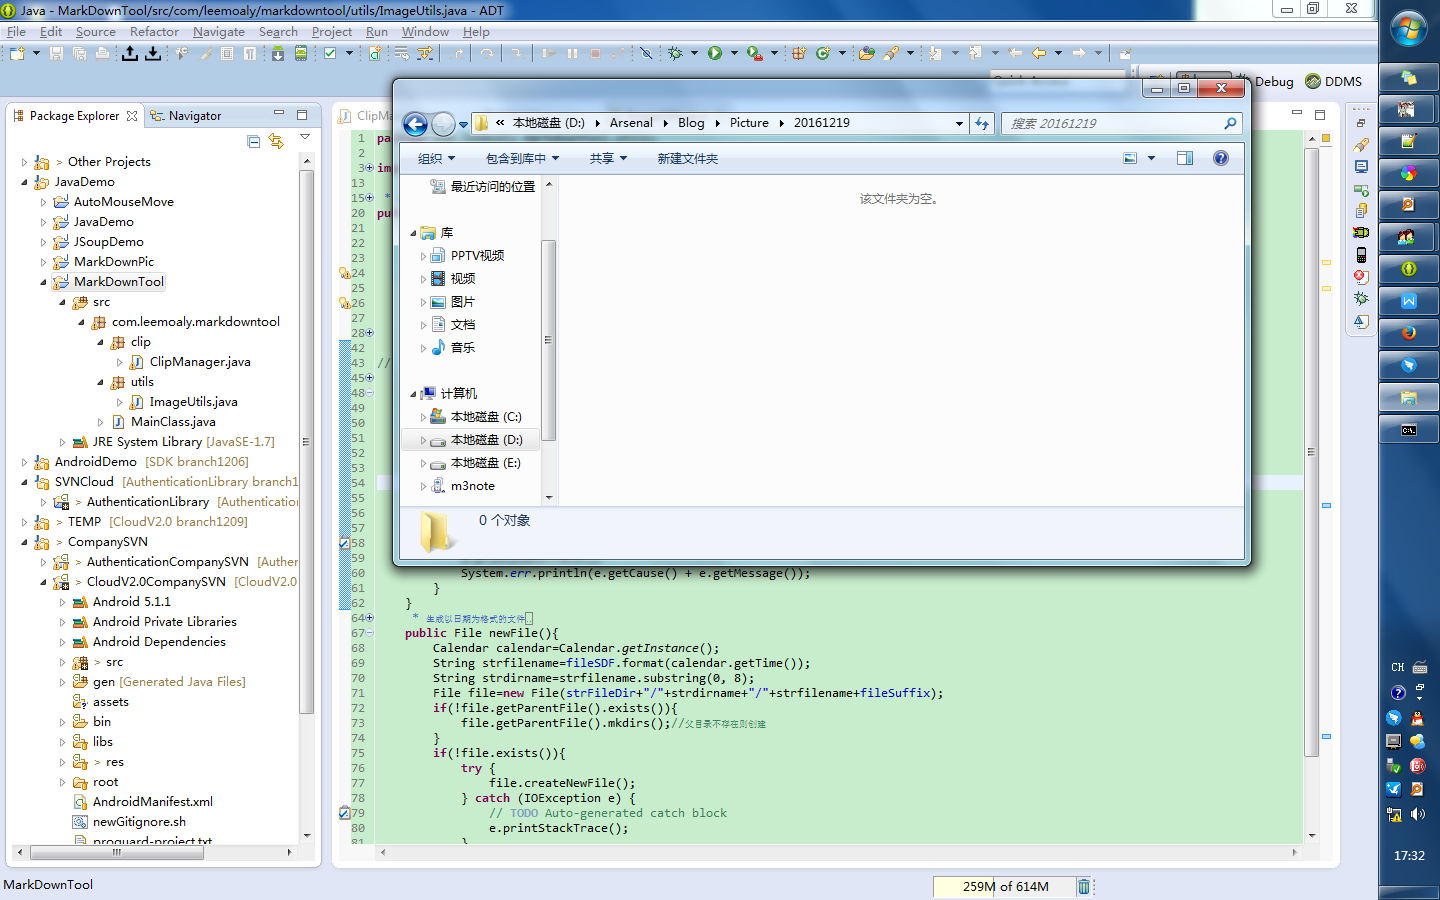 Java - MarkDownTool/src/com/leemoaly/markdowntool/utils/ImageUtils.java - ADT
File Edit Source Refactor Navigate Search Project Run Window Help
Debug DDMS
Package Explorer
Navigator
> Other Projects
JavaDemo
AutoMouseMove
JavaDemo
JSoupDemo
MarkDownPic
MarkDownTool
src
com.leemoaly.markdowntool
clip
ClipManager.java
utils
ImageUtils.java
MainClass.java
JRE System Library [JavaSE-1.7]
AndroidDemo [SDK branch1206]
SVNCloud [AuthenticationLibrary branch1
> AuthenticationLibrary [Authentication
> TEMP [CloudV2.0 branch1209]
> CompanySVN
> AuthenticationCompanySVN [Auther
> CloudV2.0CompanySVN [CloudV2.0
Android 5.1.1
Android Private Libraries
Android Dependencies
> src
gen [Generated Java Files]
assets
bin
libs
> res
root
AndroidManifest.xml
newGitignore.sh
proguard-project.txt
ClipMa
1 pa
2
3 im
13
15 *
20 pu
21
22
23
24
25
26
27
28
42
43 //
45
48
49
50
51
52
53
54
55
56
57
58
59
60 System.err.println(e.getCause() + e.getMessage());
61 }
62 }
64 * 生成以日期为格式的文件
67 public File newFile(){
68 Calendar calendar=Calendar.getInstance();
69 String strfilename=fileSDF.format(calendar.getTime());
70 String strdirname=strfilename.substring(0, 8);
71 File file=new File(strFileDir+"/"+strdirname+"/"+strfilename+fileSuffix);
72 if(!file.getParentFile().exists()){
73 file.getParentFile().mkdirs();//父目录不存在则创建
74 }
75 if(!file.exists()){
76 try {
77 file.createNewFile();
78 } catch (IOException e) {
79 // TODO Auto-generated catch block
80 e.printStackTrace();
81 }
« 本地磁盘 (D:) Arsenal Blog Picture 20161219
搜索 20161219
组织 包含到库中 共享 新建文件夹
最近访问的位置
库
PPTV视频
视频
图片
文档
音乐
计算机
本地磁盘 (C:)
本地磁盘 (D:)
本地磁盘 (E:)
m3note
该文件夹为空。
0 个对象
MarkDownTool
259M of 614M
CH
17:32